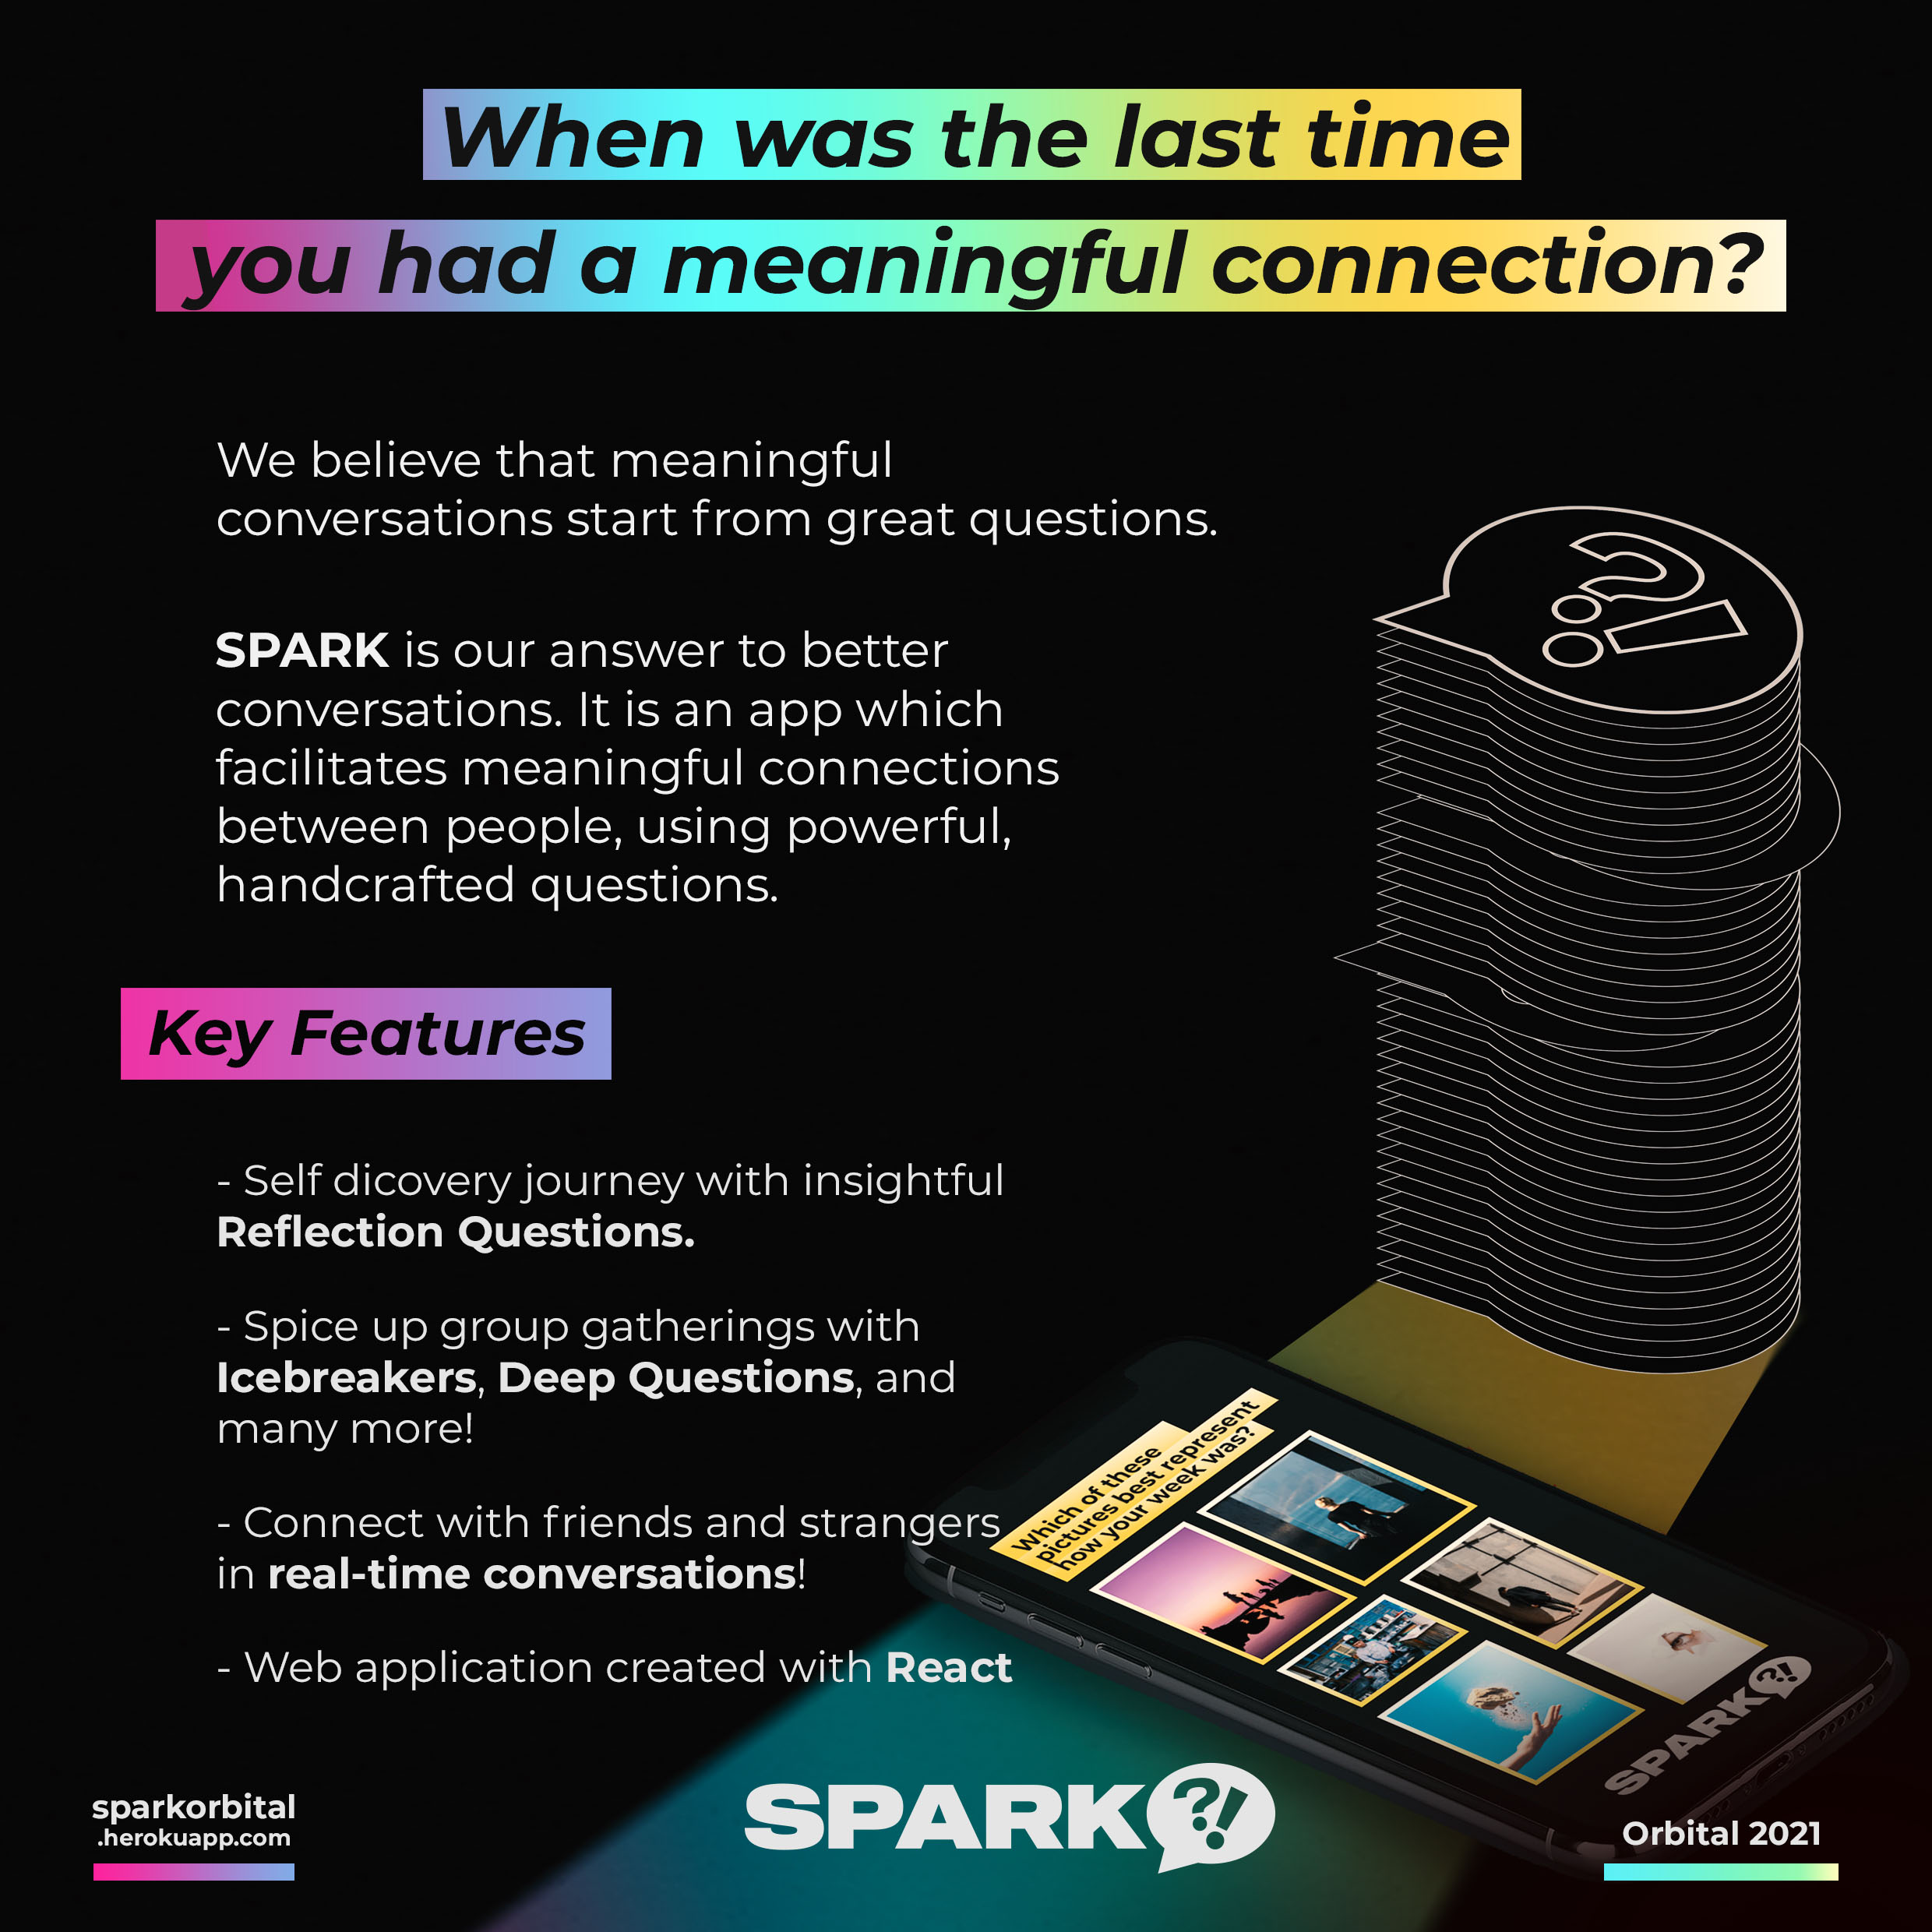 When was the last time
you had a meaningful connection?
We believe that meaningful
conversations start from great questions.
SPARK is our answer to better
conversations. It is an app which
facilitates meaningful connections
between people, using powerful,
handcrafted questions.
Key Features
- Self dicovery journey with insightful
Reflection Questions.
- Spice up group gatherings with
Icebreakers, Deep Questions, and
many more!
- Connect with friends and strangers
in real-time conversations!
- Web application created with React
?!
Which of these
pictures best represent
how your week was?
SPARK?!
sparkorbital
.herokuapp.com
SPARK?!
Orbital 2021